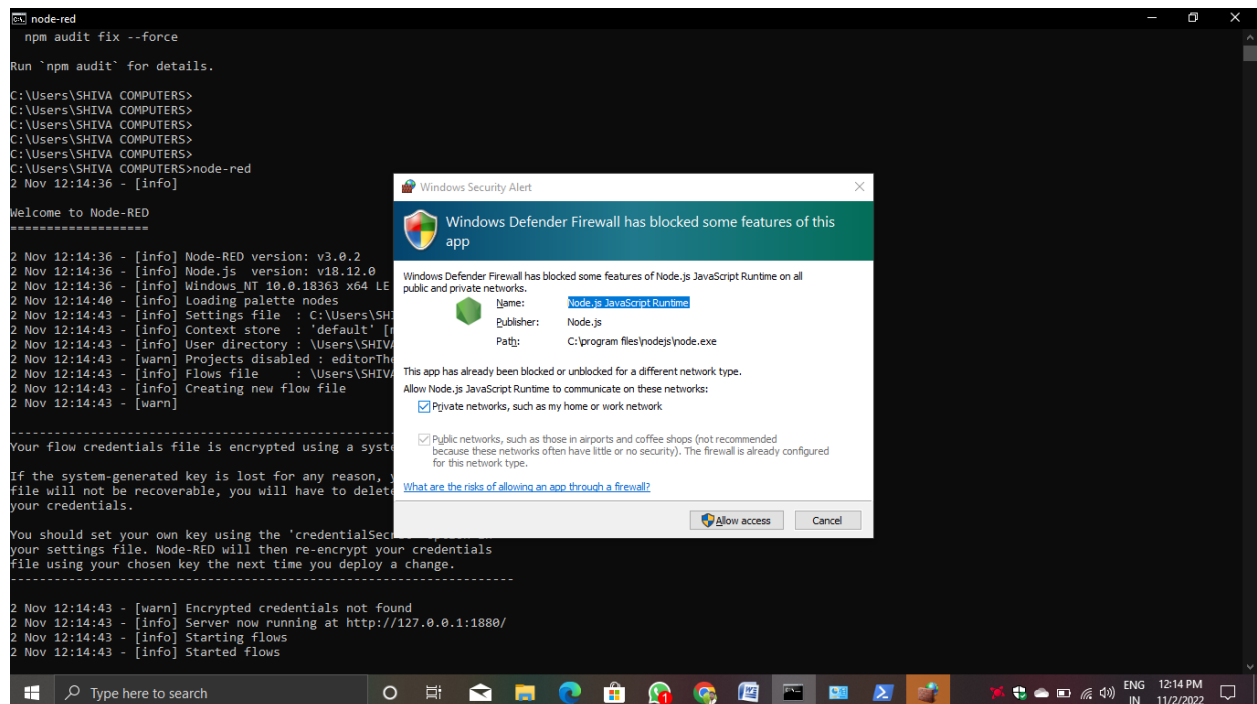 node-red
npm audit fix --force
Run `npm audit` for details.
C:\Users\SHIVA COMPUTERS>
C:\Users\SHIVA COMPUTERS>
C:\Users\SHIVA COMPUTERS>
C:\Users\SHIVA COMPUTERS>
C:\Users\SHIVA COMPUTERS>
C:\Users\SHIVA COMPUTERS>node-red
2 Nov 12:14:36 - [info]
Welcome to Node-RED
===================
2 Nov 12:14:36 - [info] Node-RED version: v3.0.2
2 Nov 12:14:36 - [info] Node.js  version: v18.12.0
2 Nov 12:14:36 - [info] Windows_NT 10.0.18363 x64 LE
2 Nov 12:14:40 - [info] Loading palette nodes
2 Nov 12:14:43 - [info] Settings file  : C:\Users\SHI
2 Nov 12:14:43 - [info] Context store  : 'default' [
2 Nov 12:14:43 - [info] User directory : \Users\SHIVA
2 Nov 12:14:43 - [warn] Projects disabled : editorThe
2 Nov 12:14:43 - [info] Flows file     : \Users\SHIVA
2 Nov 12:14:43 - [info] Creating new flow file
2 Nov 12:14:43 - [warn]
---------------------------------------------------------------------
Your flow credentials file is encrypted using a syste
If the system-generated key is lost for any reason,
file will not be recoverable, you will have to delete
your credentials.
You should set your own key using the 'credentialSecr
your settings file. Node-RED will then re-encrypt your credentials
file using your chosen key the next time you deploy a change.
---------------------------------------------------------------------
2 Nov 12:14:43 - [warn] Encrypted credentials not found
2 Nov 12:14:43 - [info] Server now running at http://127.0.0.1:1880/
2 Nov 12:14:43 - [info] Starting flows
2 Nov 12:14:43 - [info] Started flows
Windows Security Alert
Windows Defender Firewall has blocked some features of this
app
Windows Defender Firewall has blocked some features of Node.js JavaScript Runtime on all
public and private networks.
Name: Node.js JavaScript Runtime
Publisher: Node.js
Path: C:\program files\nodejs\node.exe
This app has already been blocked or unblocked for a different network type.
Allow Node.js JavaScript Runtime to communicate on these networks:
Private networks, such as my home or work network
Public networks, such as those in airports and coffee shops (not recommended
because these networks often have little or no security). The firewall is already configured
for this network type.
What are the risks of allowing an app through a firewall?
Allow access Cancel
Type here to search
ENG 12:14 PM
IN 11/2/2022